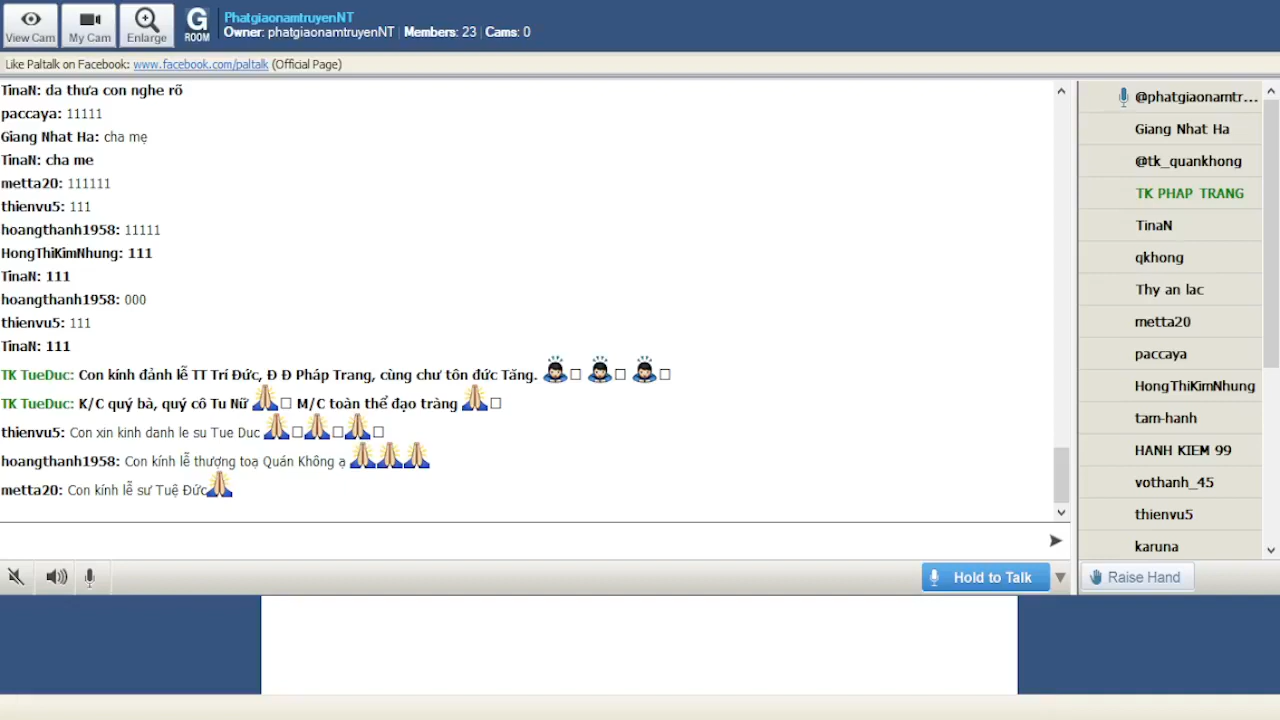 View Cam
My Cam
Enlarge
G
ROOM
PhatgiaonamtruyenNT
Owner: phatgiaonamtruyenNT | Members: 23 | Cams: 0
Like Paltalk on Facebook: www.facebook.com/paltalk (Official Page)
TinaN: da thưa con nghe rõ
paccaya: 11111
Giang Nhat Ha: cha mẹ
TinaN: cha me
metta20: 111111
thienvu5: 111
hoangthanh1958: 11111
HongThiKimNhung: 111
TinaN: 111
hoangthanh1958: 000
thienvu5: 111
TinaN: 111
TK TueDuc: Con kính đảnh lễ TT Trí Đức, Đ Đ Pháp Trang, cùng chư tôn đức Tăng.
TK TueDuc: K/C quý bà, quý cô Tu Nữ 🙏 M/C toàn thể đạo tràng 🙏
thienvu5: Con xin kinh danh le su Tue Duc 🙏🙏🙏
hoangthanh1958: Con kính lễ thượng toạ Quán Không ạ 🙏🙏🙏
metta20: Con kính lễ sư Tuệ Đức🙏
Hold to Talk
@phatgiaonamtr...
Giang Nhat Ha
@tk_quankhong
TK PHAP TRANG
TinaN
qkhong
Thy an lac
metta20
paccaya
HongThiKimNhung
tam-hanh
HANH KIEM 99
vothanh_45
thienvu5
karuna
Raise Hand